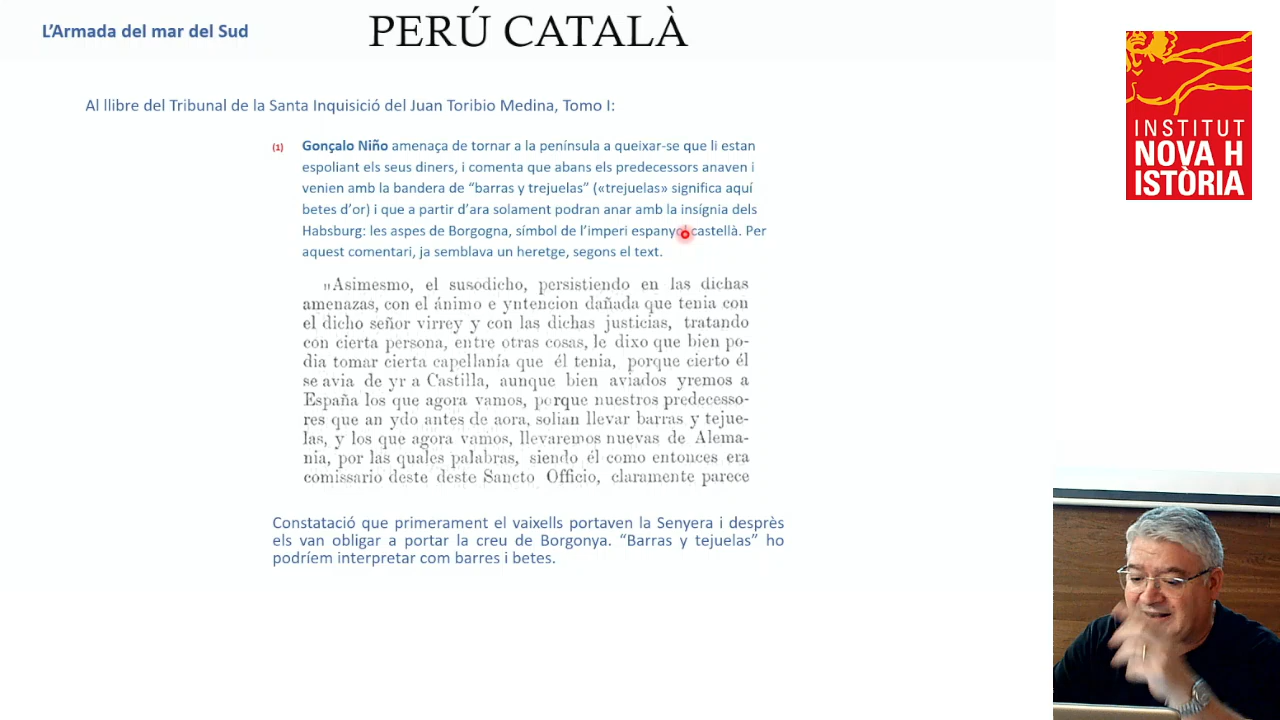 L’Armada del mar del Sud
PERÚ CATALÀ
INSTITUT
NOVA H
ISTÒRIA
Al llibre del Tribunal de la Santa Inquisició del Juan Toribio Medina, Tomo I:
(1) Gonçalo Niño amenaça de tornar a la península a queixar-se que li estan
espoliant els seus diners, i comenta que abans els predecessors anaven i
venien amb la bandera de “barras y trejuelas” («trejuelas» significa aquí
betes d’or) i que a partir d’ara solament podran anar amb la insígnia dels
Habsburg: les aspes de Borgogna, símbol de l’imperi espanyol castellà. Per
aquest comentari, ja semblava un heretge, segons el text.
"Asimesmo, el susodicho, persistiendo en las dichas
amenazas, con el ánimo e yntencion dañada que tenia con
el dicho señor virrey y con las dichas justicias, tratando
con cierta persona, entre otras cosas, le dixo que bien po-
dia tomar cierta capellanía que él tenia, porque cierto él
se avia de yr a Castilla, aunque bien aviados yremos a
España los que agora vamos, porque nuestros predeceso-
res que an ydo antes de aora, solian llevar barras y tejue-
las, y los que agora vamos, llevaremos nuevas de Alema-
nia, por las quales palabras, siendo él como entonces era
comissario deste deste Sancto Officio, claramente parece
Constatació que primerament el vaixells portaven la Senyera i desprès
els van obligar a portar la creu de Borgonya. “Barras y tejuelas” ho
podríem interpretar com barres i betes.